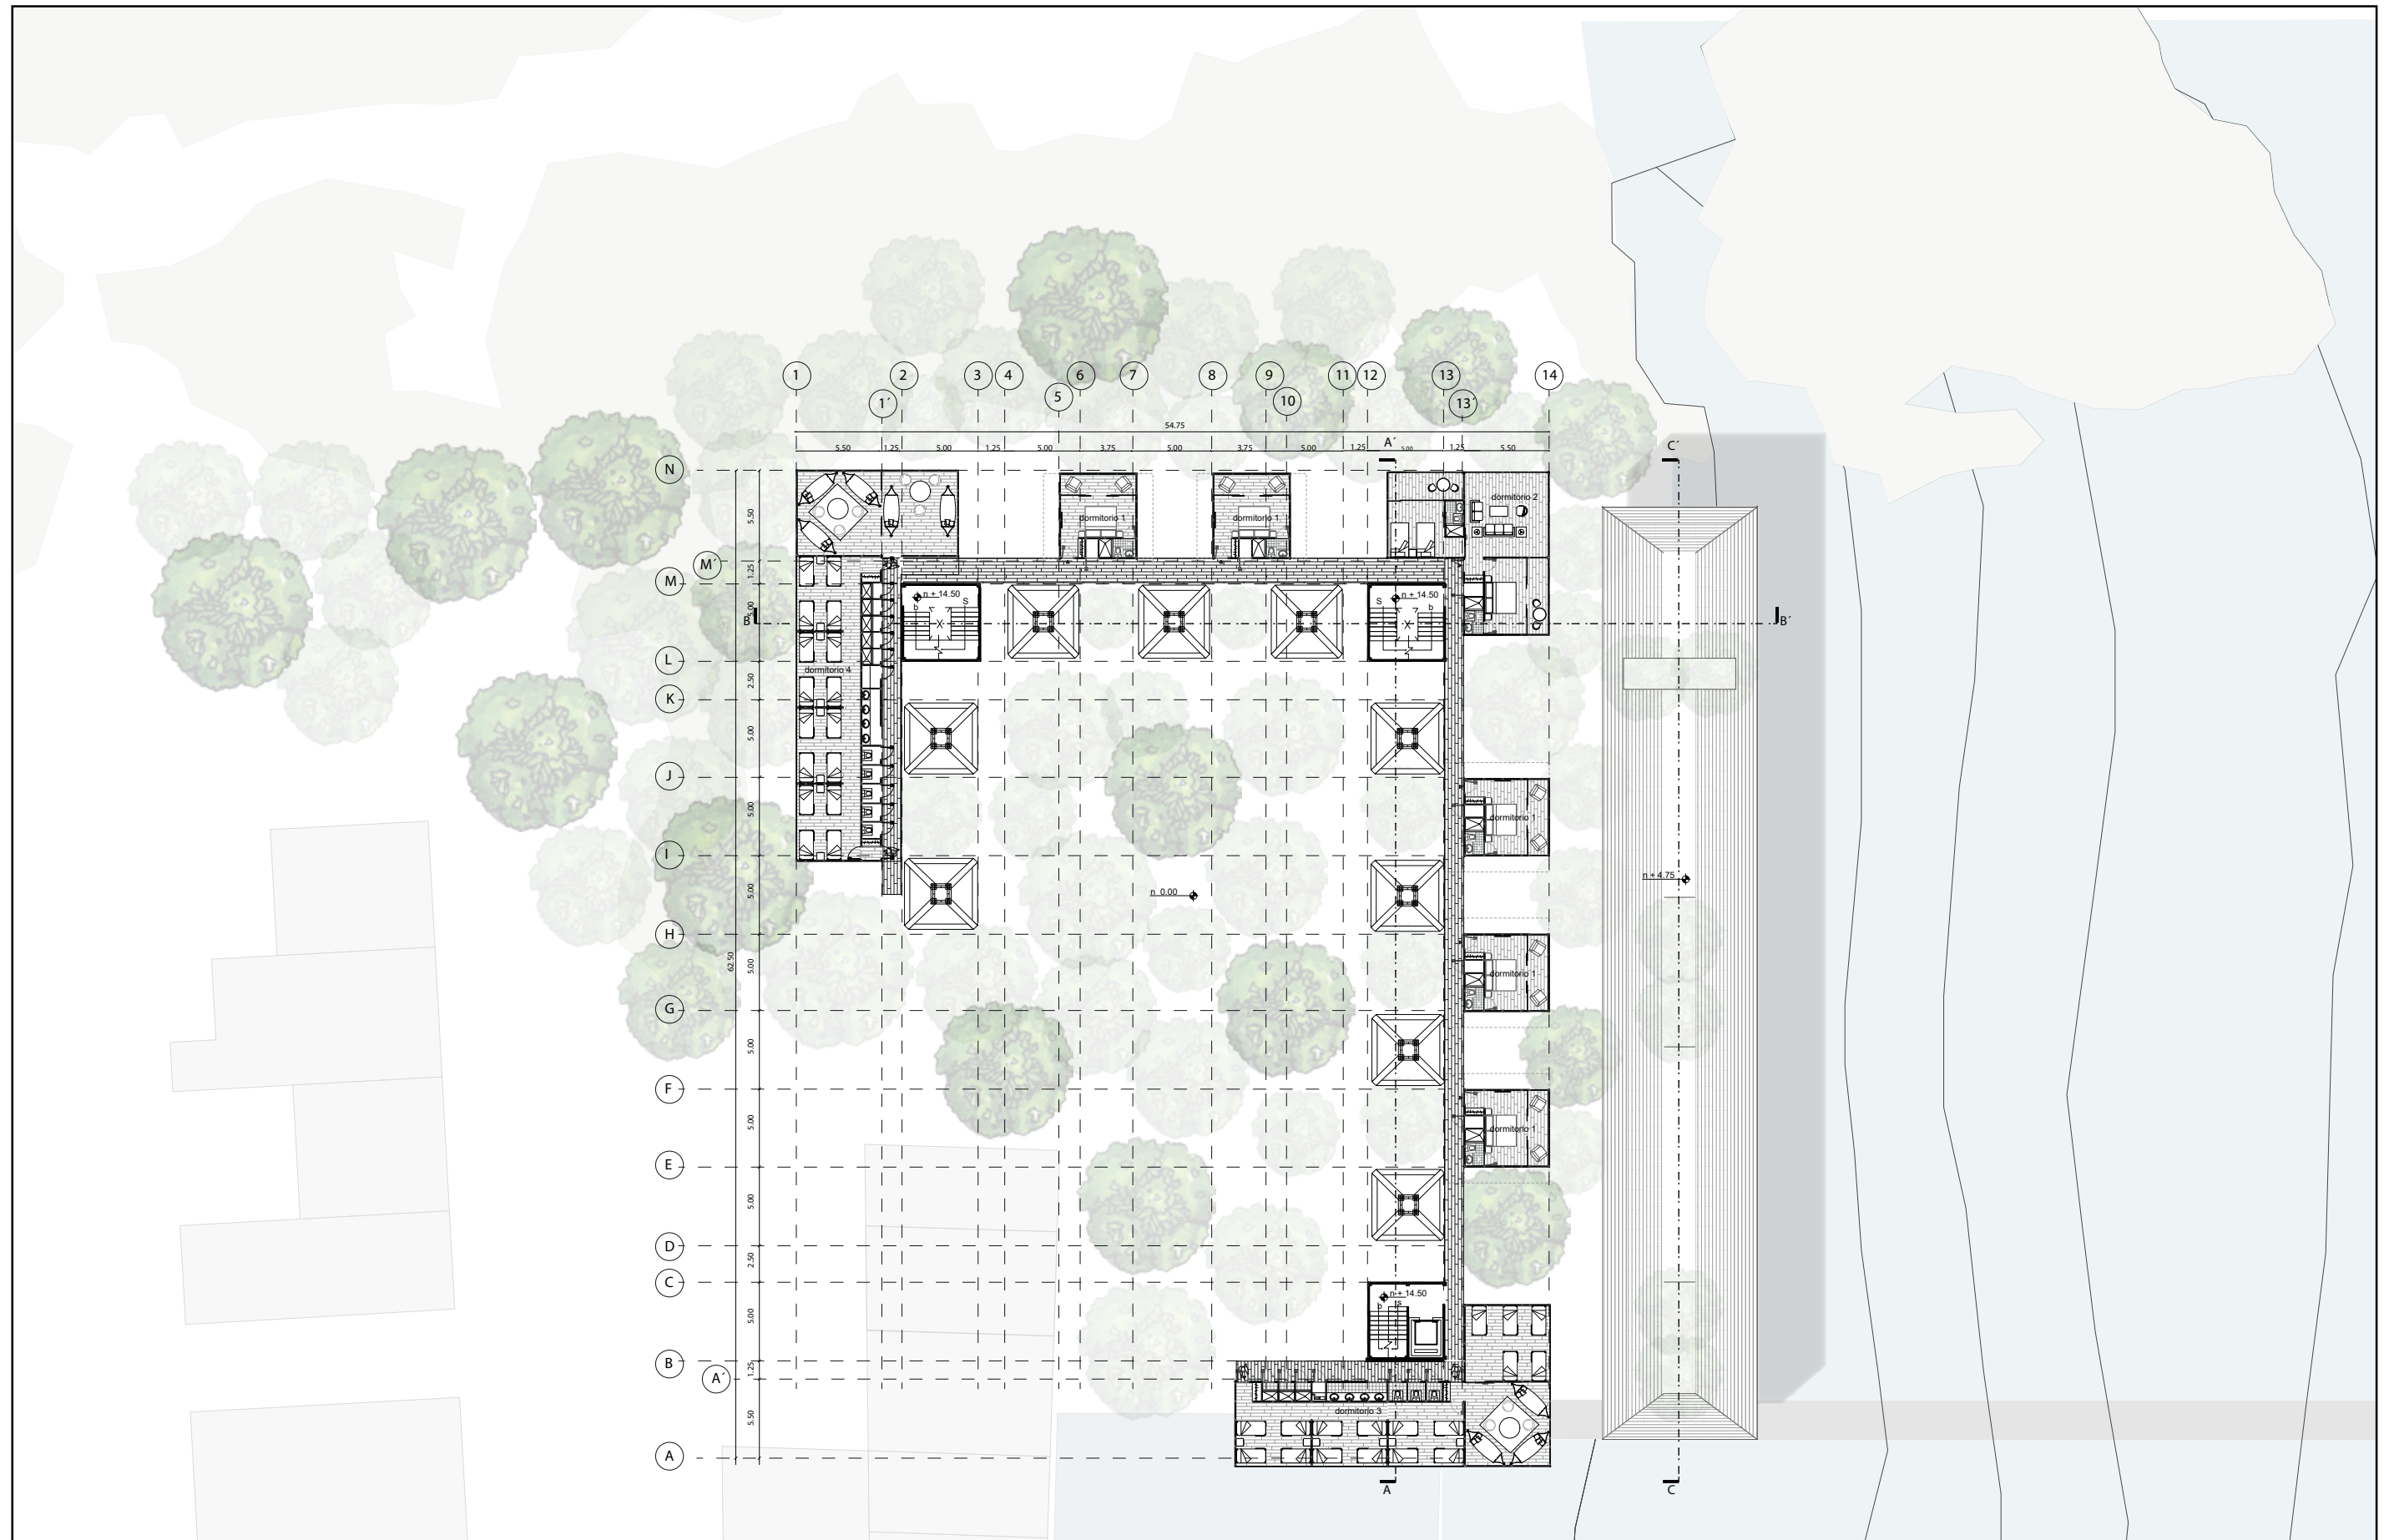 1 2 3 4 6 7 8 9 11 12 13 14
1´ 5 10 13´
54.75
A´ C´
5.50 1.25 5.00 1.25 5.00 3.75 5.00 3.75 5.00 1.25 5.00 1.25 5.50
N
dormitorio 2
5.50
dormitorio 1 dormitorio 1
M´
1.25
M
n + 14.50 n + 14.50
b S S b
5.00
B B´
X X
L
dormitorio 4
2.50
K
5.00
J
5.00
dormitorio 1
I
n + 4.75
5.00
n 0.00
H
62.50
5.00
dormitorio 1
G
5.00
F
5.00
dormitorio 1
E
5.00
D
2.50
C
n + 14.50
b s
5.00
B
1.25
A´
dormitorio 3
5.50
A
A C